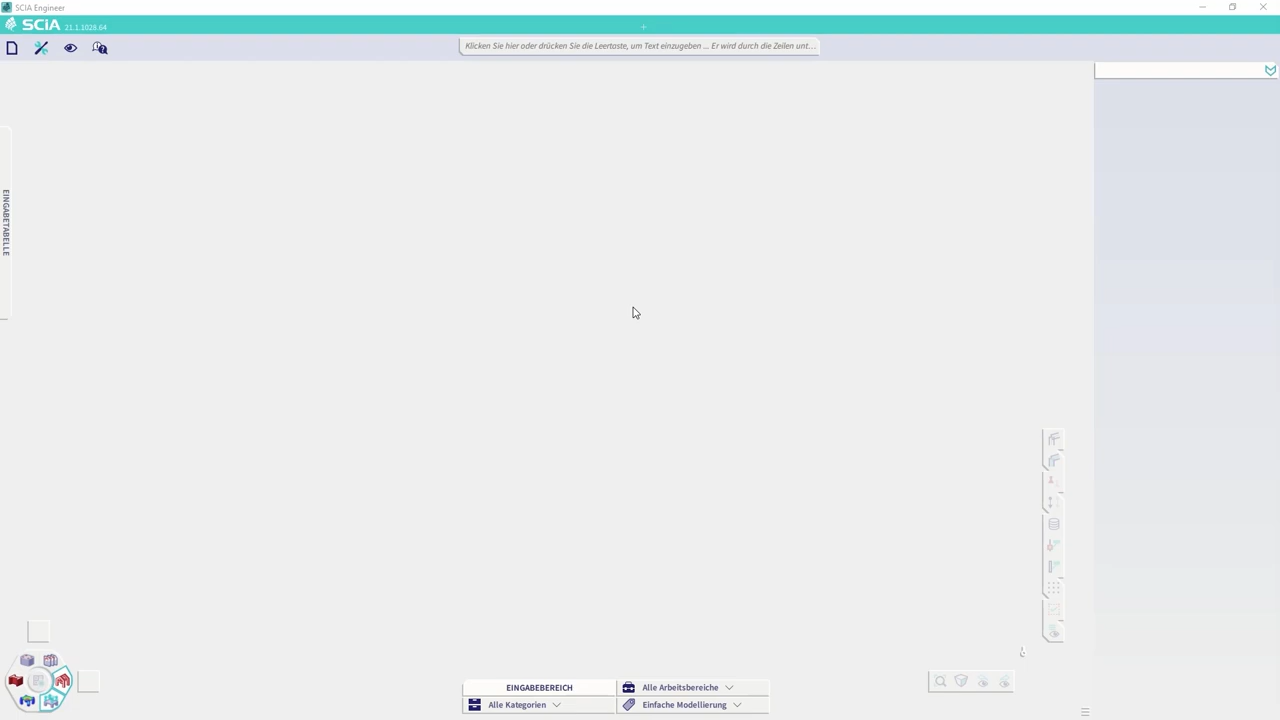 SCIA Engineer
SCIA 21.1.1028.64
Klicken Sie hier oder drücken Sie die Leertaste, um Text einzugeben ... Er wird durch die Zeilen unt...
EINGABETABELLE
EINGABEBEREICH
Alle Arbeitsbereiche
Alle Kategorien
Einfache Modellierung